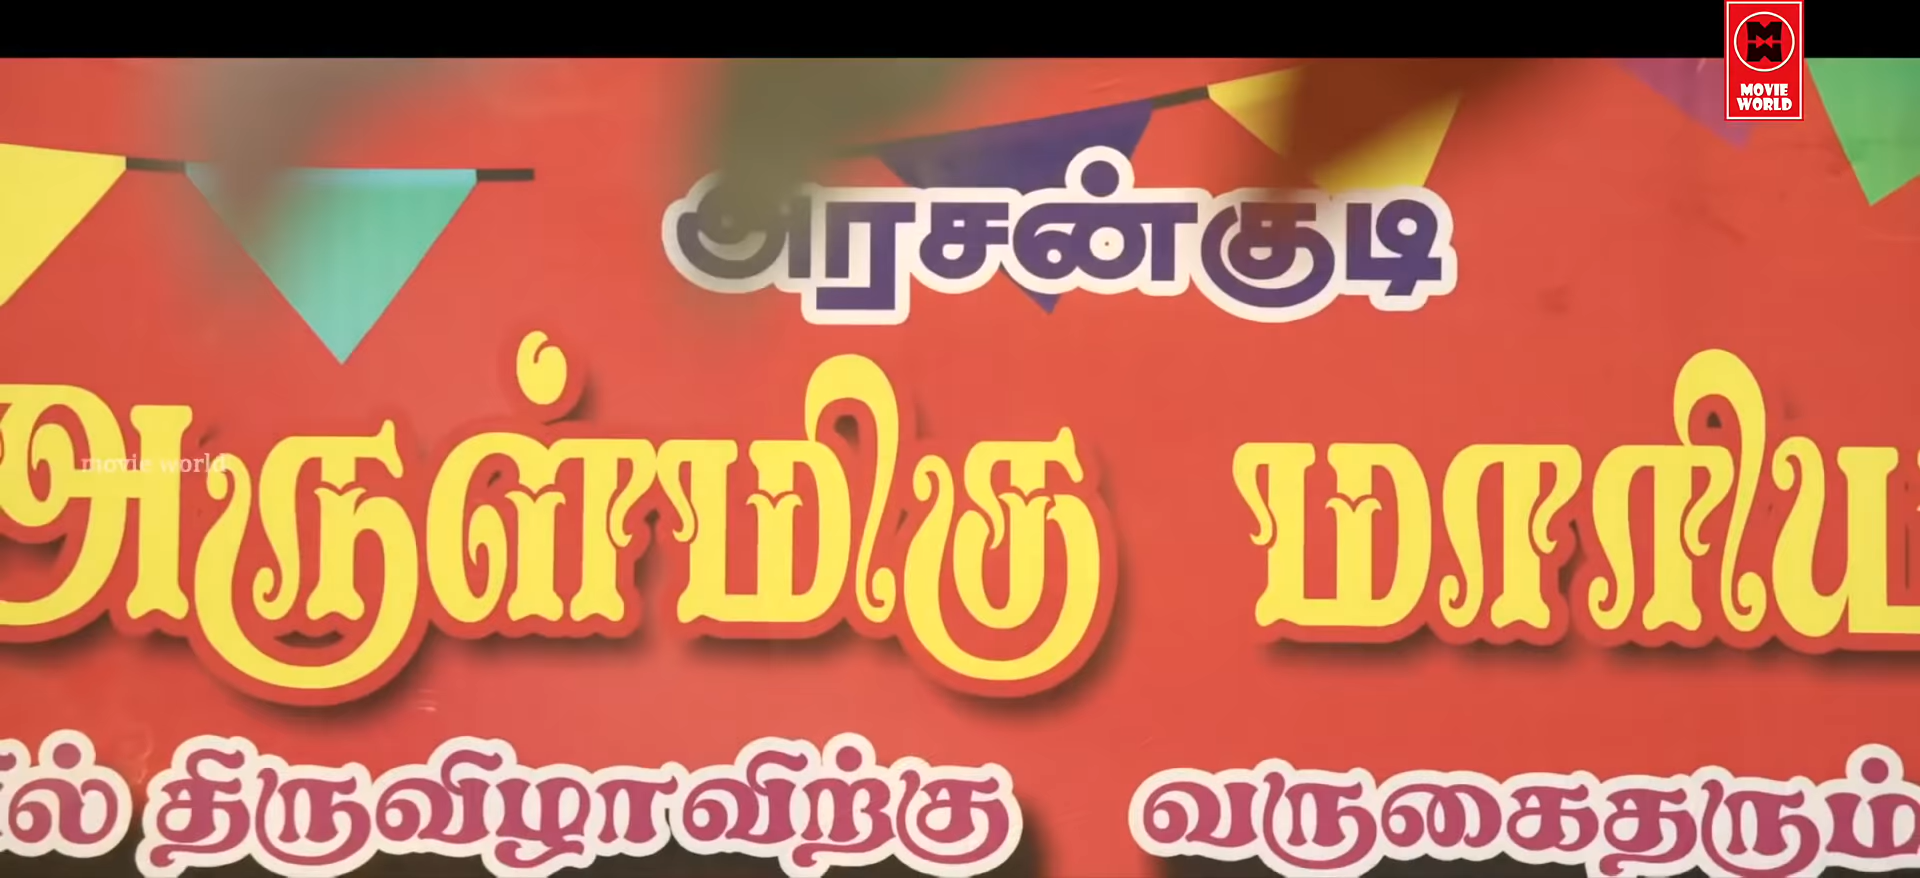 MOVIE
WORLD
அரசன்குடி
அருள்மிகு மாரிய
movie world
ில் திருவிழாவிற்கு வருகைதரும்